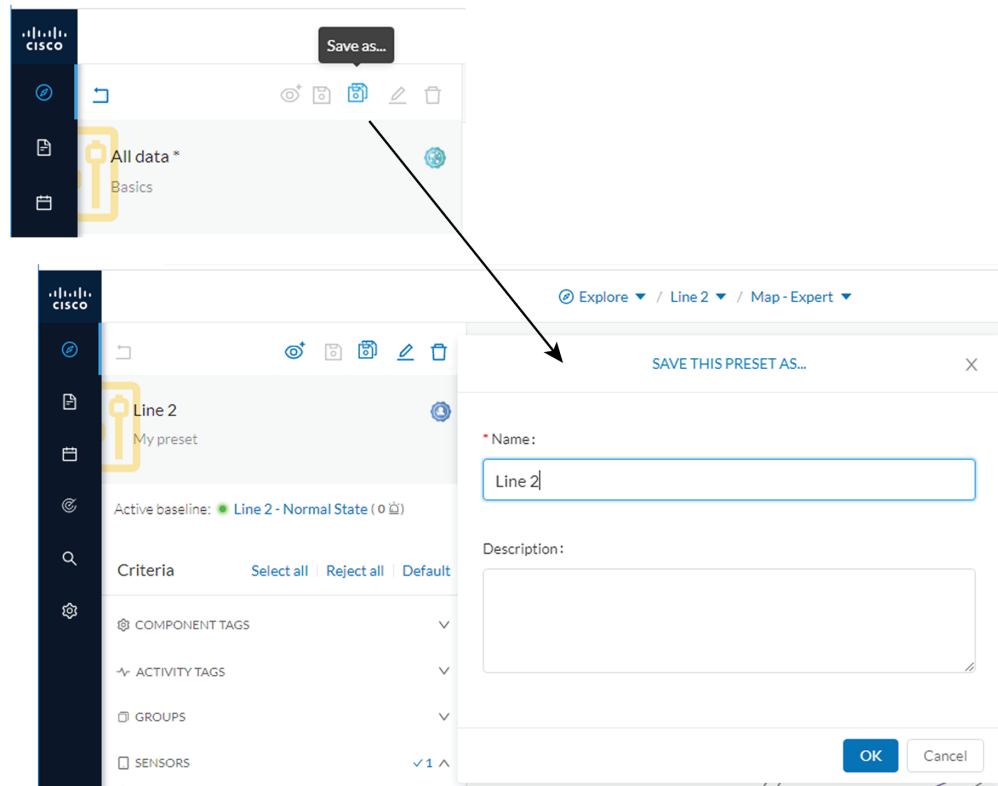 CISCO
Save as...
All data *
Basics
CISCO
Explore / Line 2 / Map - Expert
Line 2
My preset
Active baseline: Line 2 - Normal State ( 0 )
Criteria Select all Reject all Default
COMPONENT TAGS
ACTIVITY TAGS
GROUPS
SENSORS 1
SAVE THIS PRESET AS...
* Name:
Line 2
Description:
OK Cancel